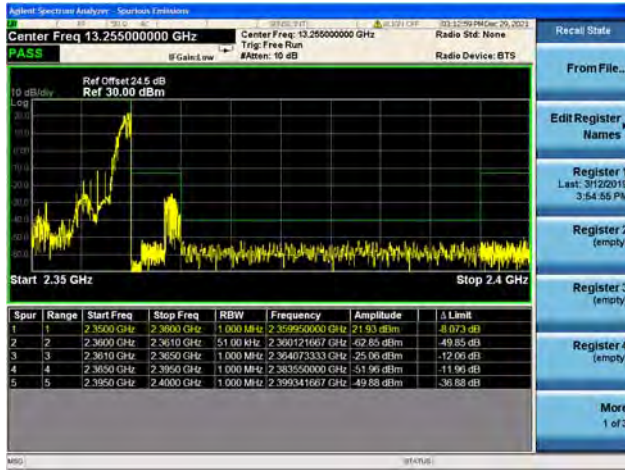 Agilent Spectrum Analyzer - Spurious Emissions
03:12:59 PM Dec 29, 2021
Center Freq 13.255000000 GHz
Center Freq: 13.255000000 GHz
Radio Std: None
Trig: Free Run
PASS
IFGain:Low
#Atten: 10 dB
Radio Device: BTS
Ref Offset 24.5 dB
10 dB/div Ref 30.00 dBm
Log
Start 2.35 GHz
Stop 2.4 GHz
Spur Range Start Freq Stop Freq RBW Frequency Amplitude Δ Limit
1 1 2.3500 GHz 2.3600 GHz 1.000 MHz 2.359950000 GHz 21.93 dBm -8.073 dB
2 2 2.3600 GHz 2.3610 GHz 51.00 kHz 2.360121667 GHz -62.85 dBm -49.85 dB
3 3 2.3610 GHz 2.3650 GHz 1.000 MHz 2.364073333 GHz -25.06 dBm -12.06 dB
4 4 2.3650 GHz 2.3950 GHz 1.000 MHz 2.383550000 GHz -51.96 dBm -11.96 dB
5 5 2.3950 GHz 2.4000 GHz 1.000 MHz 2.399341667 GHz -49.88 dBm -36.88 dB
MSG
STATUS
Recall State
From File...
Edit Register
Names
Register 1
Last: 3/12/2019
3:54:55 PM
Register 2
(empty)
Register 3
(empty)
Register 4
(empty)
More
1 of 3